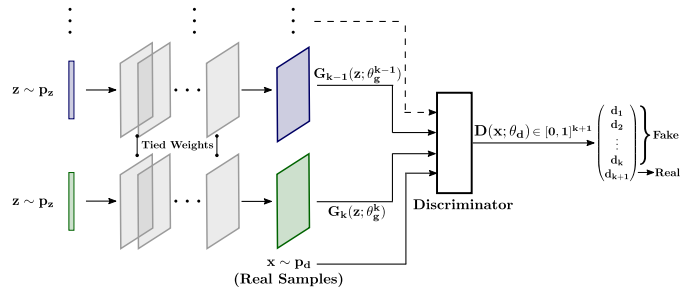 z ∼ p_z
G_{k−1}(z; θ_g^{k−1})
Tied Weights
D(x; θ_d) ∈ [0, 1]^{k+1}
d_1
d_2
⋮
d_k
d_{k+1}
Fake
Real
z ∼ p_z
G_k(z; θ_g^k)
Discriminator
x ∼ p_d
(Real Samples)